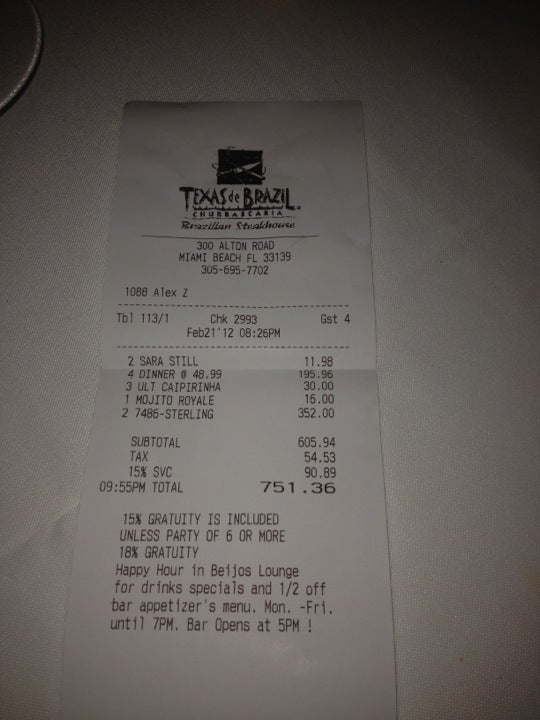 TEXAS de BRAZIL
CHURRASCARIA
Brazilian Steakhouse
300 ALTON ROAD
MIAMI BEACH FL 33139
305-695-7702
1088 Alex Z
Tbl 113/1 Chk 2993 Gst 4
Feb21'12 08:26PM
2 SARA STILL 11.98
4 DINNER @ 48.99 195.96
3 ULT CAIPIRINHA 30.00
1 MOJITO ROYALE 16.00
2 7486-STERLING 352.00
SUBTOTAL 605.94
TAX 54.53
15% SVC 90.89
09:55PM TOTAL 751.36
15% GRATUITY IS INCLUDED
UNLESS PARTY OF 6 OR MORE
18% GRATUITY
Happy Hour in Beijos Lounge
for drinks specials and 1/2 off
bar appetizer's menu. Mon. -Fri.
until 7PM. Bar Opens at 5PM !